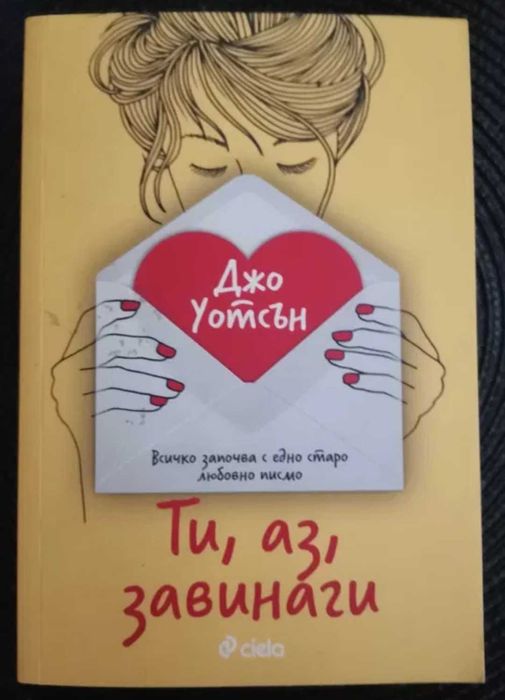 Джо
Уотсън
Всичко започва с едно старо
любовно писмо
Ти, аз,
завинаги
ciela